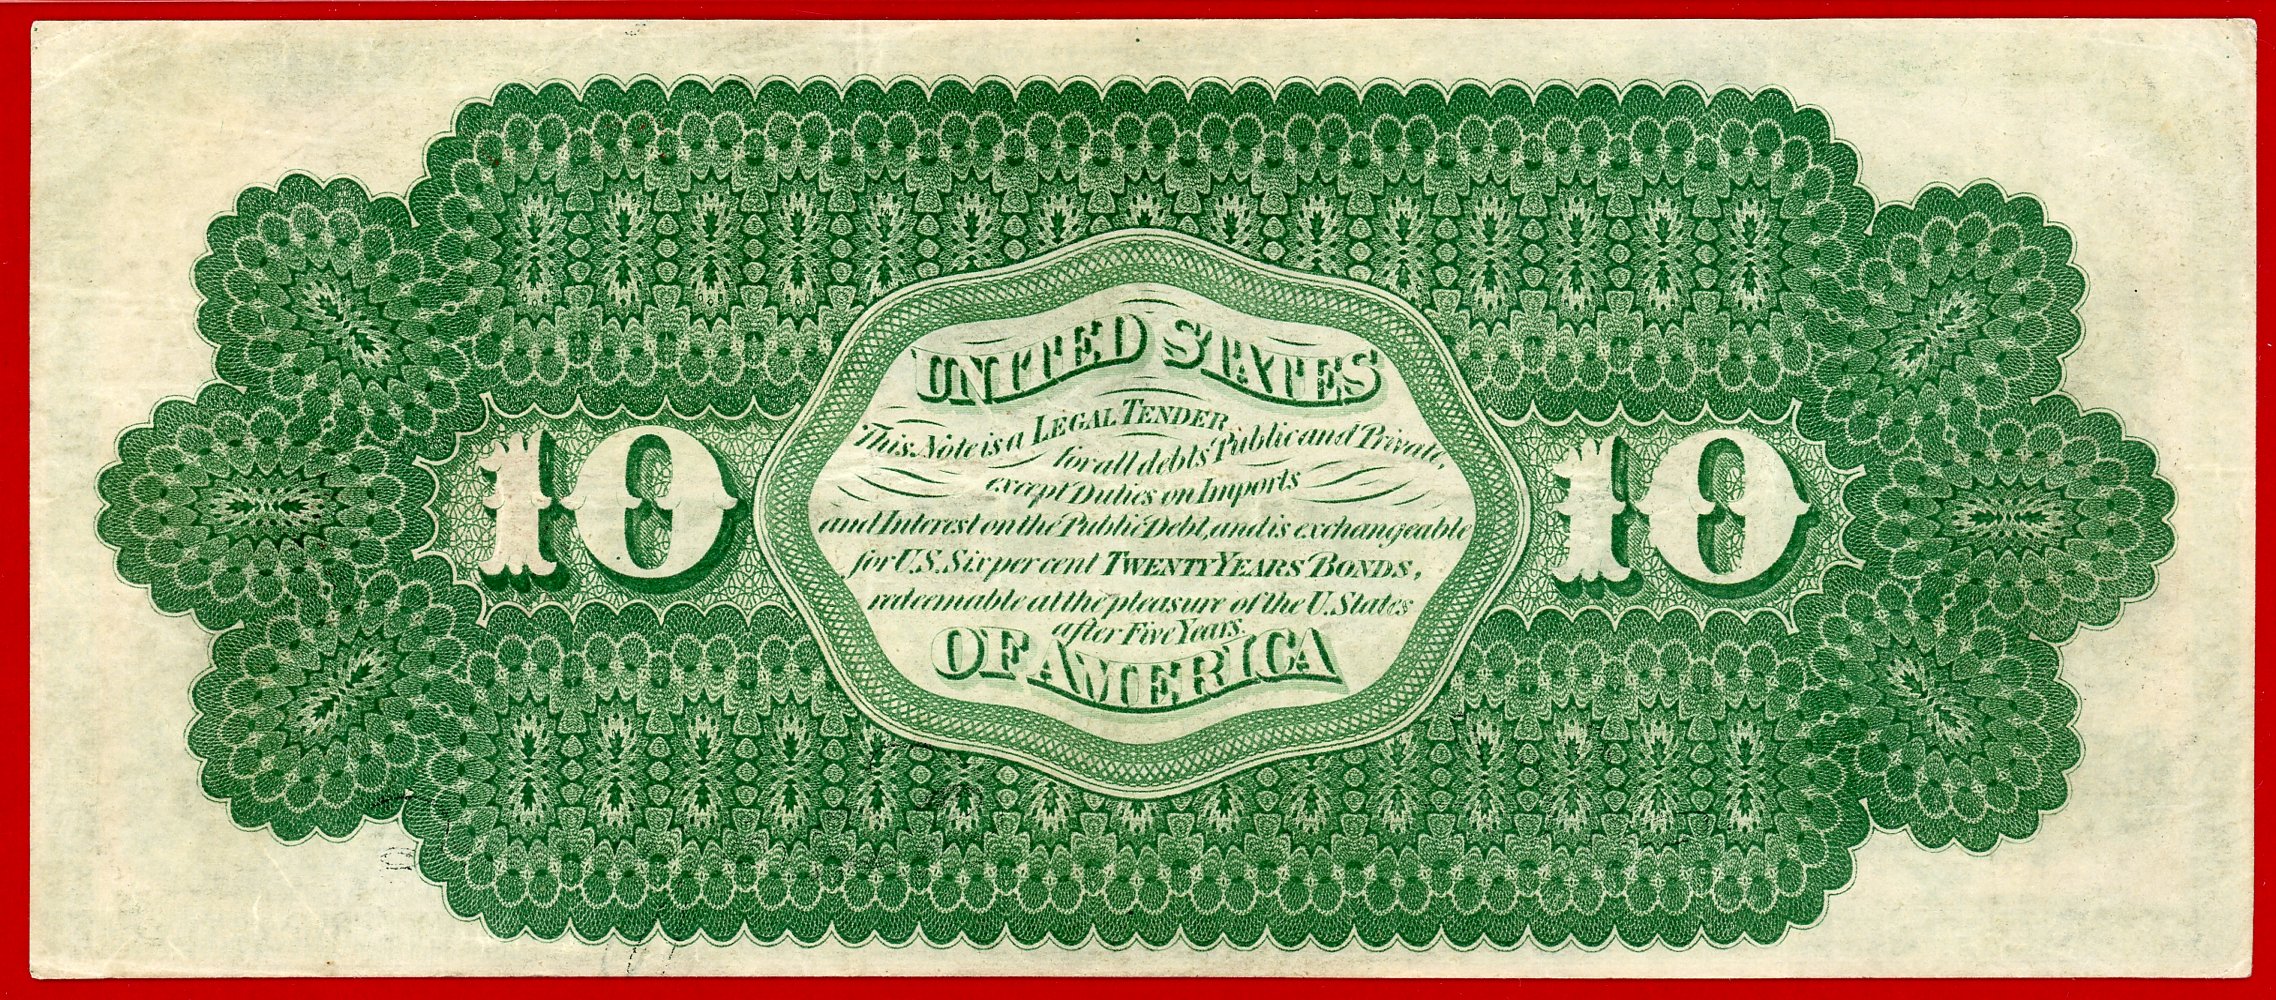 UNITED STATES
This Note is a LEGAL TENDER
for all debts Public and Private,
except Duties on Imports
and Interest on the Public Debt, and is exchangeable
for U.S. Six per cent TWENTY YEARS BONDS,
redeemable at the pleasure of the U. States
after Five Years.
OF AMERICA
10
10